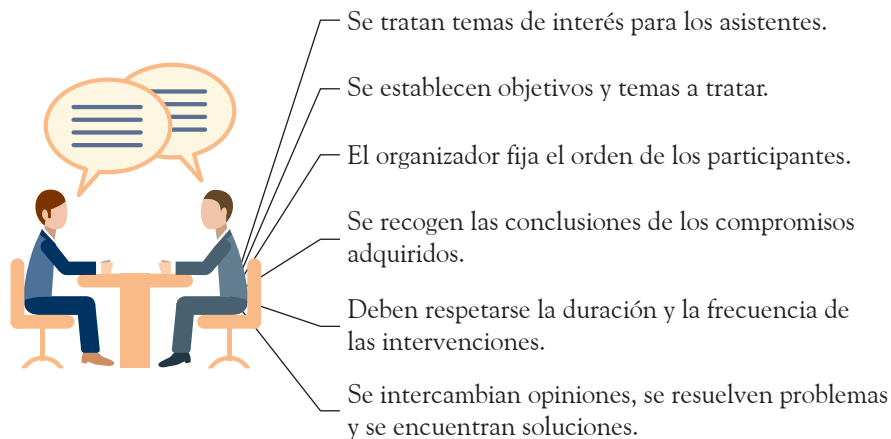 Se tratan temas de interés para los asistentes.
Se establecen objetivos y temas a tratar.
El organizador fija el orden de los participantes.
Se recogen las conclusiones de los compromisos
adquiridos.
Deben respetarse la duración y la frecuencia de
las intervenciones.
Se intercambian opiniones, se resuelven problemas
y se encuentran soluciones.